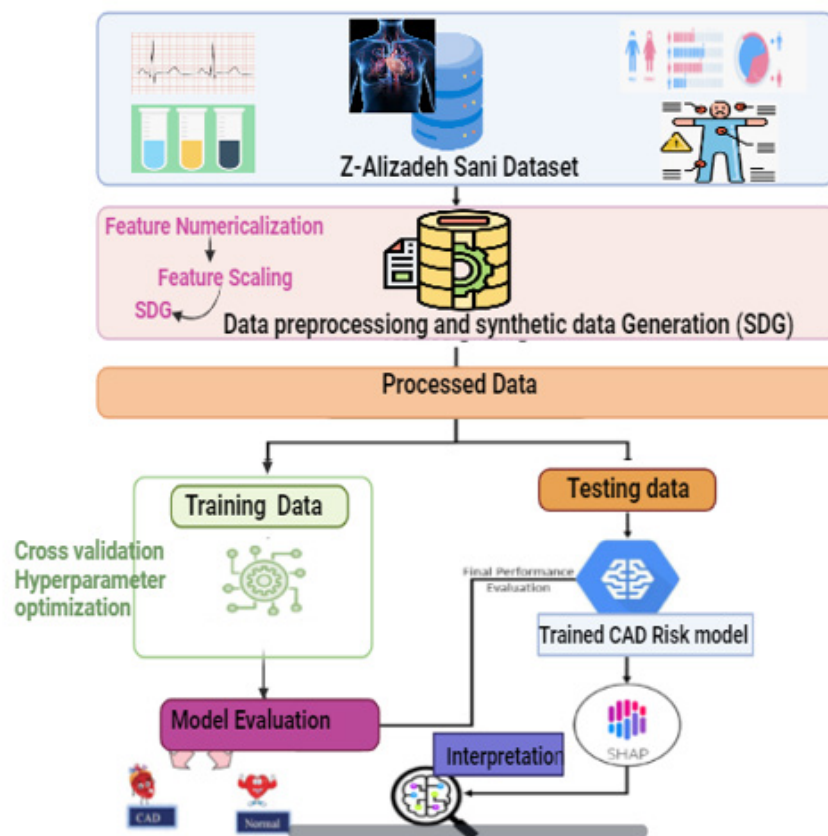 Z-Alizadeh Sani Dataset
Feature Numericalization
Feature Scaling
SDG
Data preprocessiong and synthetic data Generation (SDG)
Processed Data
Training Data
Testing data
Cross validation
Hyperparameter
optimization
Final Performance
Evaluation
Trained CAD Risk model
Model Evaluation
SHAP
Interpretation
CAD
Normal